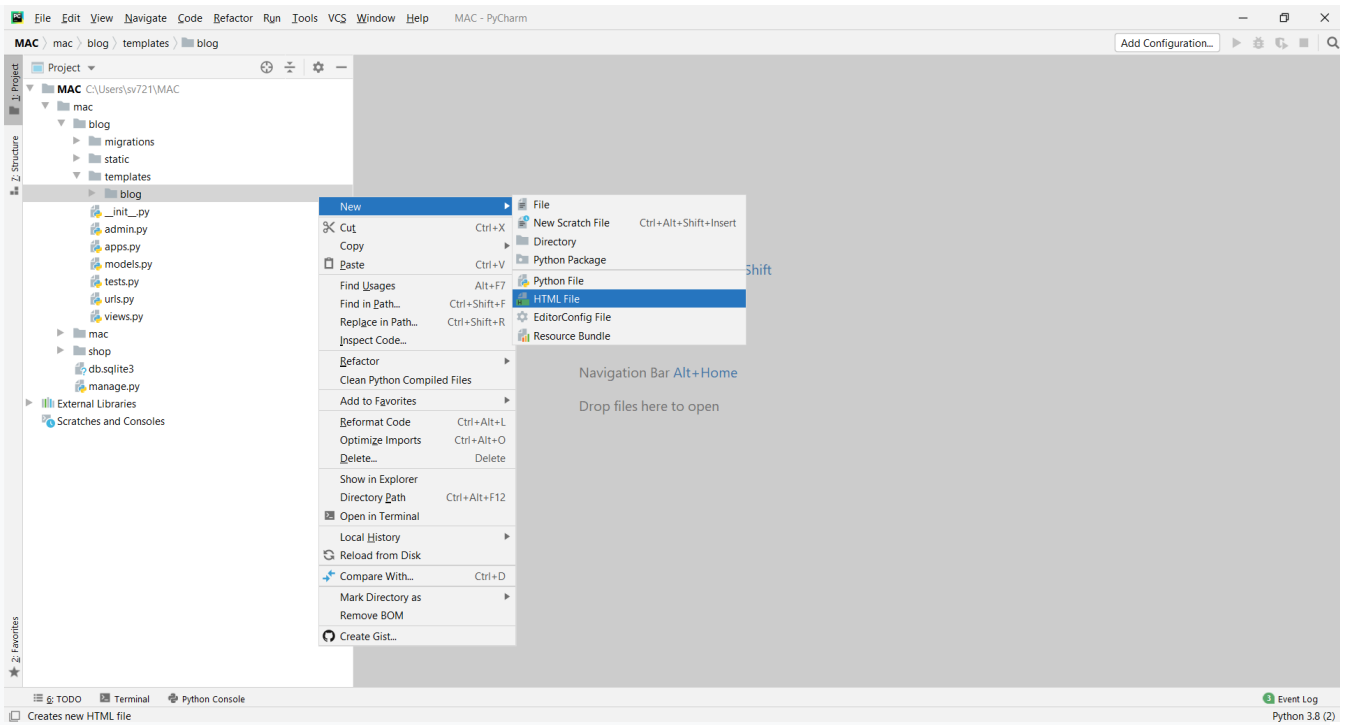 File Edit View Navigate Code Refactor Run Tools VCS Window Help MAC - PyCharm
MAC mac blog templates blog
Add Configuration...
1: Project
Z: Structure
2: Favorites
Project
MAC C:\Users\sv721\MAC
mac
blog
migrations
static
templates
blog
__init__.py
admin.py
apps.py
models.py
tests.py
urls.py
views.py
mac
shop
db.sqlite3
manage.py
External Libraries
Scratches and Consoles
New
Cut Ctrl+X
Copy
Paste Ctrl+V
Find Usages Alt+F7
Find in Path... Ctrl+Shift+F
Replace in Path... Ctrl+Shift+R
Inspect Code...
Refactor
Clean Python Compiled Files
Add to Favorites
Reformat Code Ctrl+Alt+L
Optimize Imports Ctrl+Alt+O
Delete... Delete
Show in Explorer
Directory Path Ctrl+Alt+F12
Open in Terminal
Local History
Reload from Disk
Compare With... Ctrl+D
Mark Directory as
Remove BOM
Create Gist...
File
New Scratch File Ctrl+Alt+Shift+Insert
Directory
Python Package
Python File
HTML File
EditorConfig File
Resource Bundle
Shift
Navigation Bar Alt+Home
Drop files here to open
6: TODO Terminal Python Console
3 Event Log
Creates new HTML file
Python 3.8 (2)